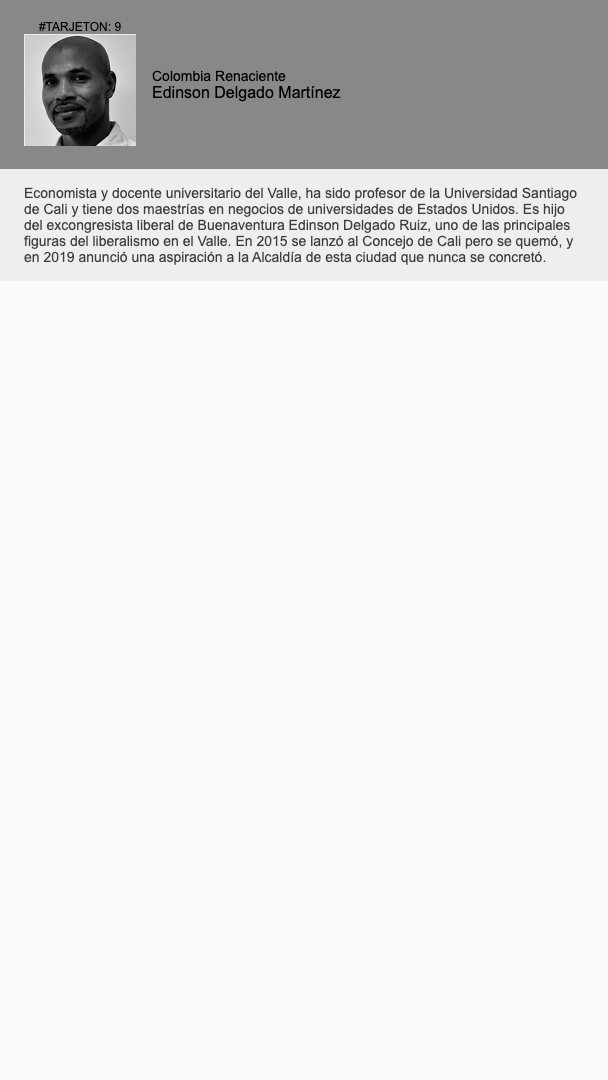 #TARJETON: 9
Colombia Renaciente
Edinson Delgado Martínez
Economista y docente universitario del Valle, ha sido profesor de la Universidad Santiago
de Cali y tiene dos maestrías en negocios de universidades de Estados Unidos. Es hijo
del excongresista liberal de Buenaventura Edinson Delgado Ruiz, uno de las principales
figuras del liberalismo en el Valle. En 2015 se lanzó al Concejo de Cali pero se quemó, y
en 2019 anunció una aspiración a la Alcaldía de esta ciudad que nunca se concretó.